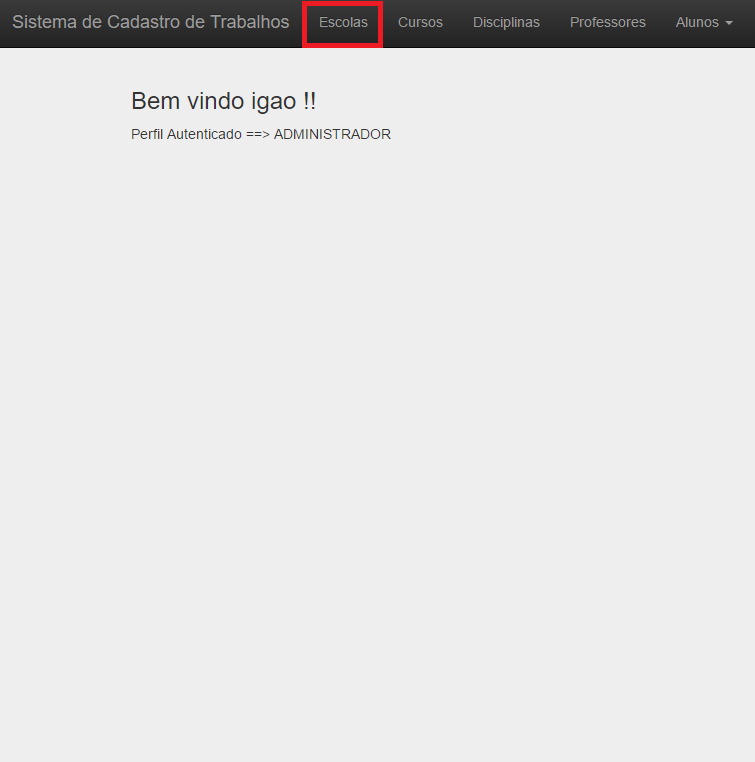 Sistema de Cadastro de Trabalhos Escolas Cursos Disciplinas Professores Alunos
Bem vindo igao !!
Perfil Autenticado ==> ADMINISTRADOR